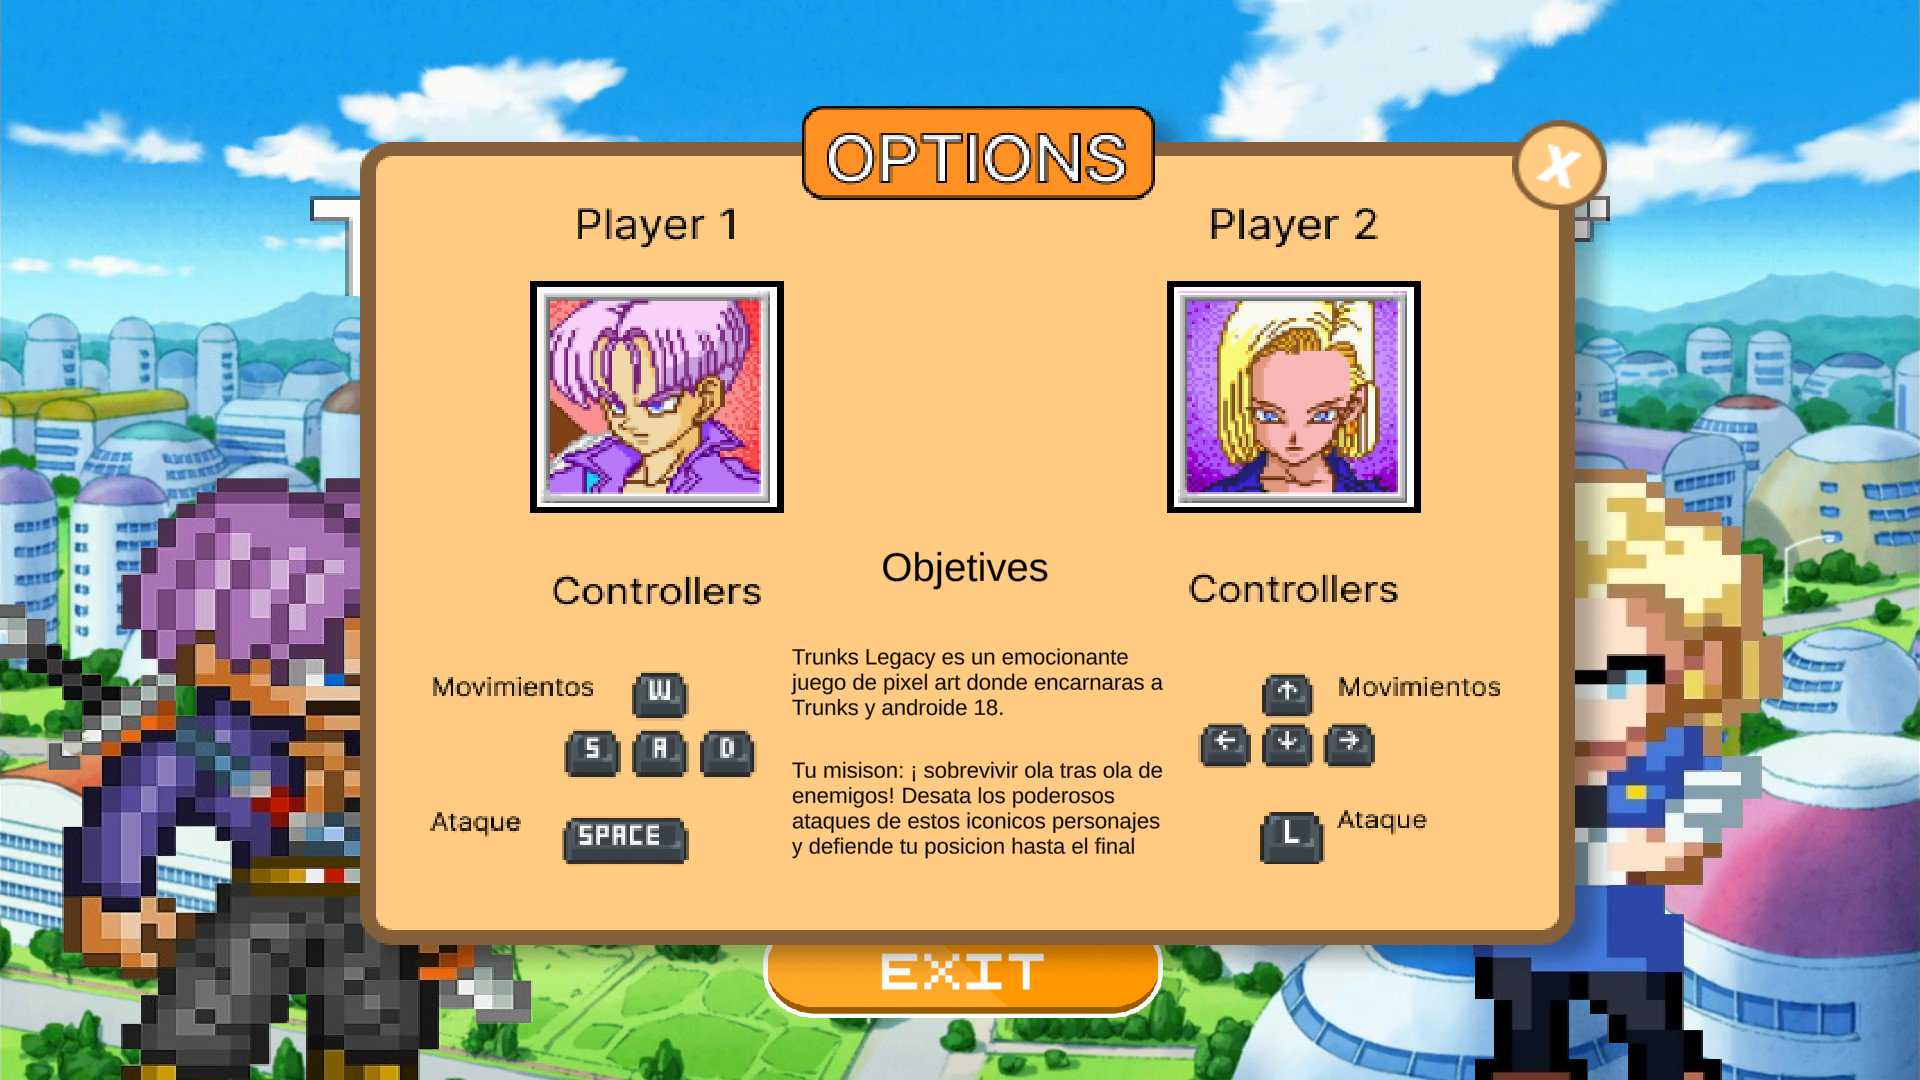 OPTIONS
X
Player 1
Player 2
Objetives
Controllers
Controllers
Movimientos
W
S A D
Ataque
SPACE
Trunks Legacy es un emocionante
juego de pixel art donde encarnaras a
Trunks y androide 18.
Tu misison: ¡ sobrevivir ola tras ola de
enemigos! Desata los poderosos
ataques de estos iconicos personajes
y defiende tu posicion hasta el final
↑
Movimientos
← ↓ →
L
Ataque
EXIT